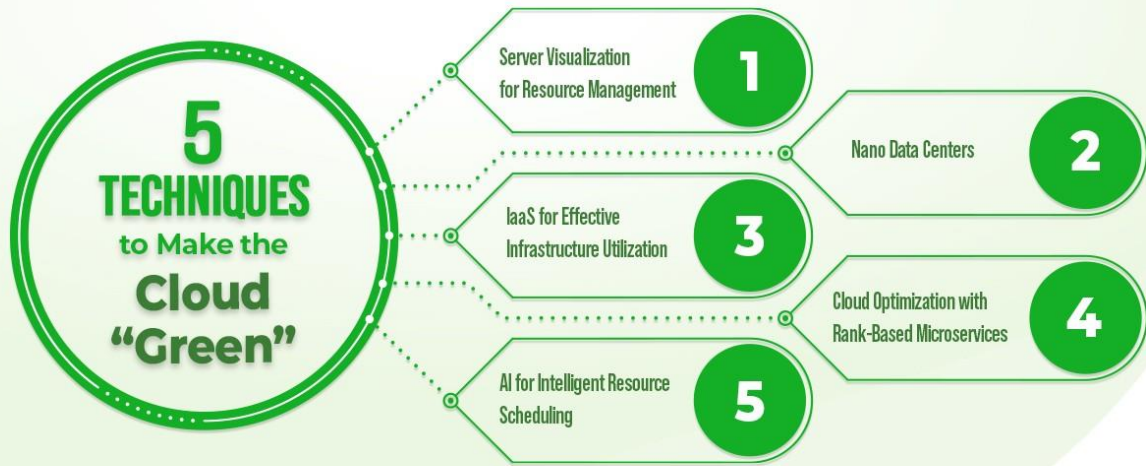 5
TECHNIQUES
to Make the
Cloud
“Green”
Server Visualization
for Resource Management
1
Nano Data Centers
2
IaaS for Effective
Infrastructure Utilization
3
Cloud Optimization with
Rank-Based Microservices
4
AI for Intelligent Resource
Scheduling
5